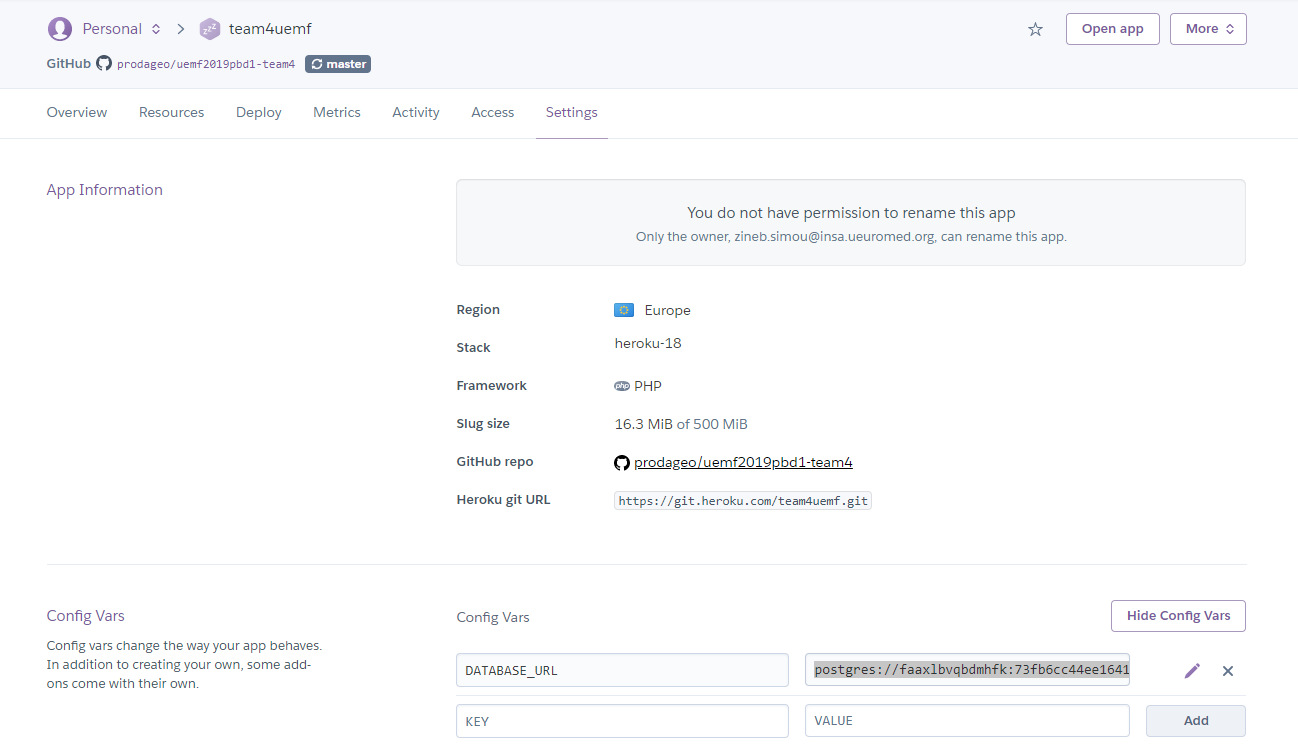 Personal team4uemf Open app More
GitHub prodageo/uemf2019pbd1-team4 master
Overview Resources Deploy Metrics Activity Access Settings
App Information
You do not have permission to rename this app
Only the owner, zineb.simou@insa.ueuromed.org, can rename this app.
Region Europe
Stack heroku-18
Framework php PHP
Slug size 16.3 MiB of 500 MiB
GitHub repo prodageo/uemf2019pbd1-team4
Heroku git URL https://git.heroku.com/team4uemf.git
Config Vars
Config vars change the way your app behaves.
In addition to creating your own, some add-
ons come with their own.
Config Vars Hide Config Vars
DATABASE_URL postgres://faaxlbvqbdmhfk:73fb6cc44ee1641
KEY VALUE Add